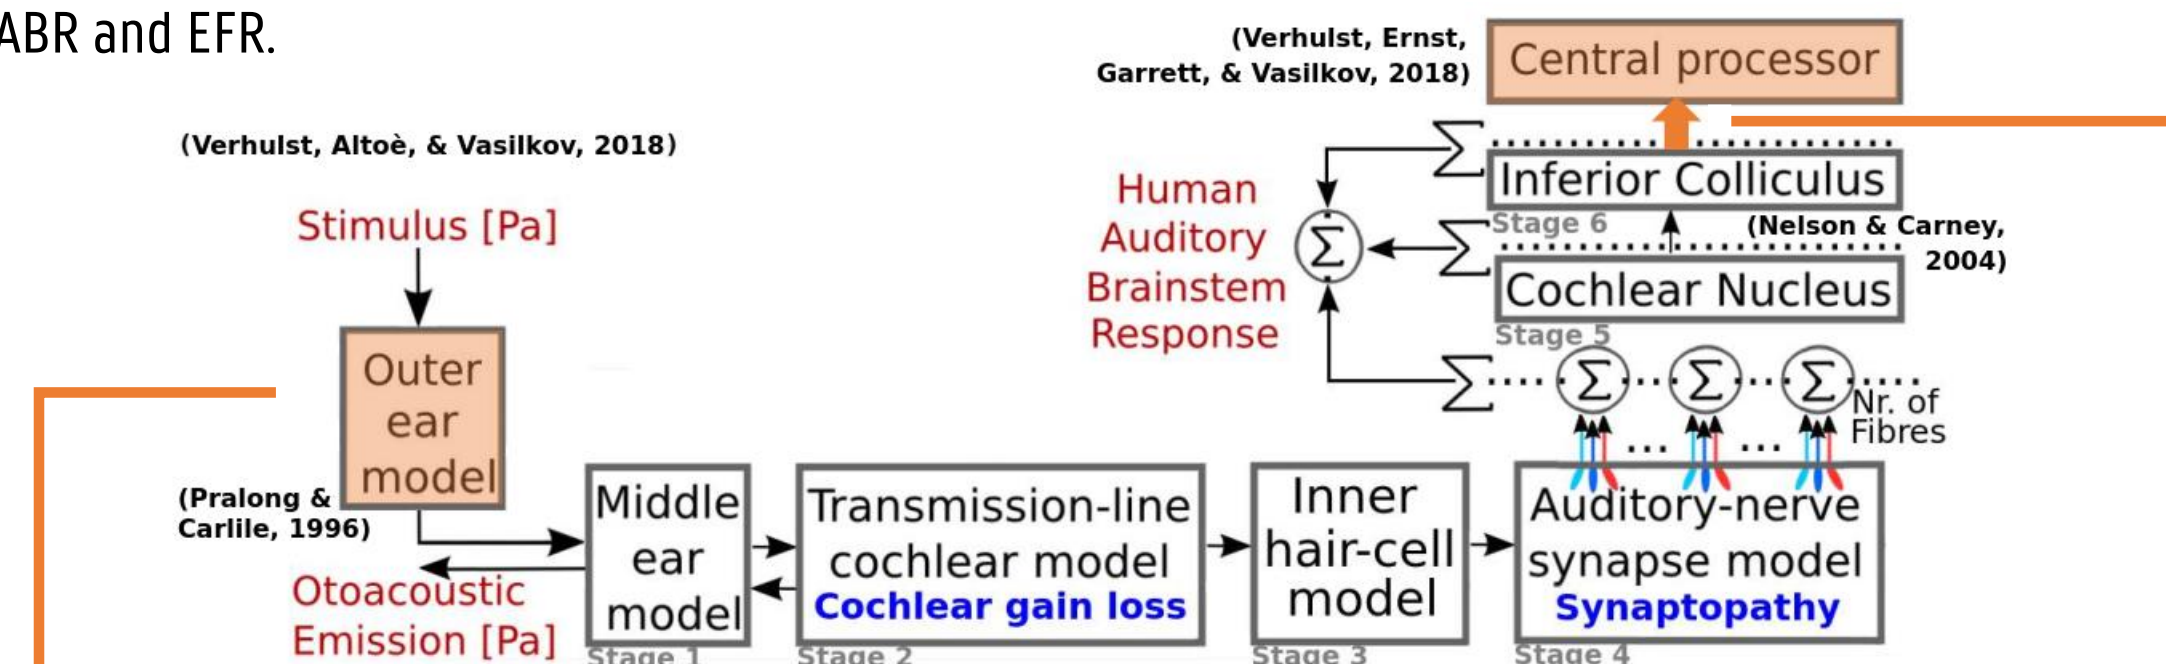 ABR and EFR.
(Verhulst, Altoè, & Vasilkov, 2018)
Stimulus [Pa]
Outer
ear
model
(Pralong &
Carlile, 1996)
Otoacoustic
Emission [Pa]
Middle
ear
model
Stage 1
Transmission-line
cochlear model
Cochlear gain loss
Stage 2
Inner
hair-cell
model
Stage 3
Auditory-nerve
synapse model
Synaptopathy
Stage 4
Σ Σ Σ Σ
Nr. of
Fibres
... ...
Human
Auditory
Brainstem
Response
Σ
Σ
Cochlear Nucleus
Stage 5
(Nelson & Carney,
2004)
Σ
Inferior Colliculus
Stage 6
(Verhulst, Ernst,
Garrett, & Vasilkov, 2018)
Central processor